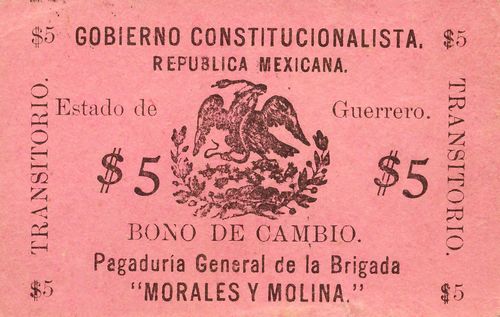 $5 GOBIERNO CONSTITUCIONALISTA. $5
REPUBLICA MEXICANA.
Estado de Guerrero.
TRANSITORIO.
TRANSITORIO.
$5 $5
BONO DE CAMBIO.
Pagaduría General de la Brigada
$5 "MORALES Y MOLINA." $5